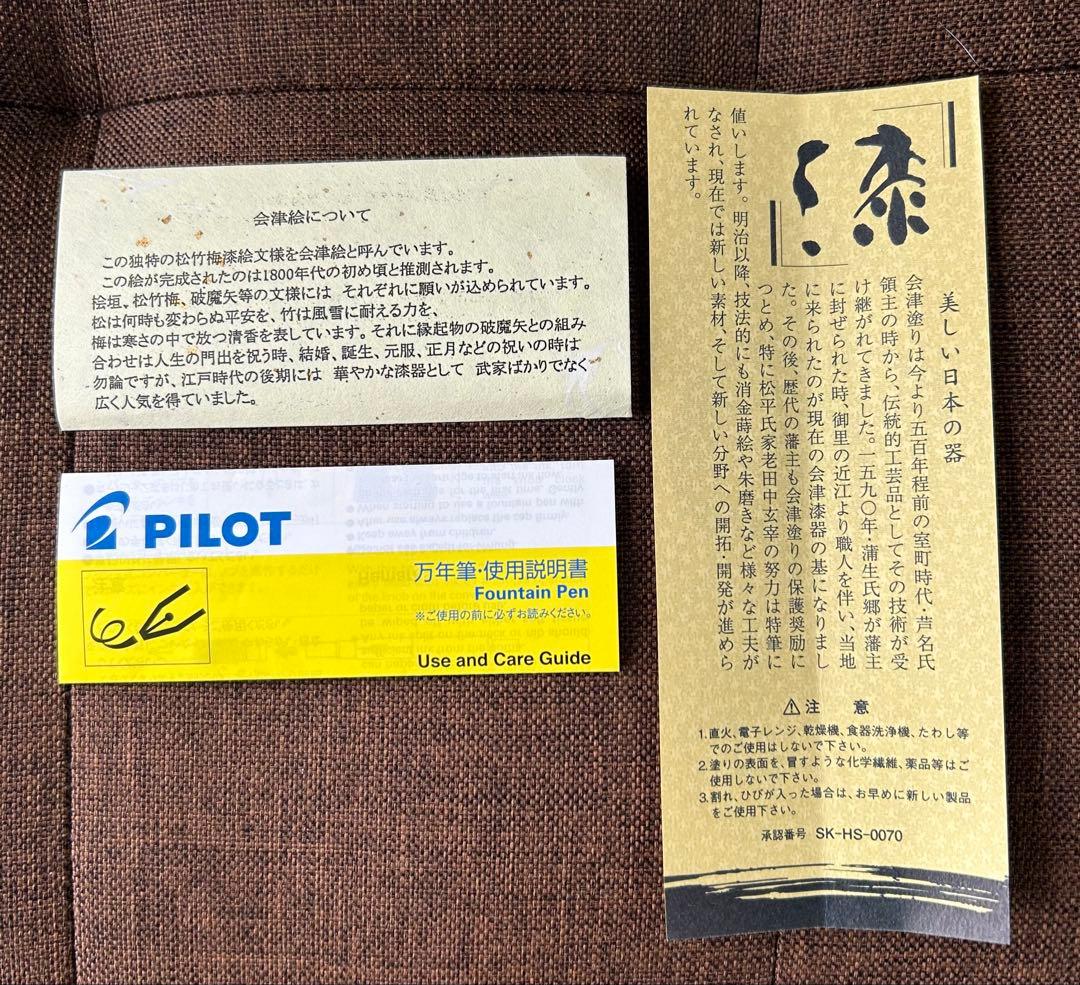 会津絵について
この独特の松竹梅漆絵文様を会津絵と呼んでいます。
この絵が完成されたのは1800年代の初め頃と推測されます。
桧垣、松竹梅、破魔矢等の文様には それぞれに願いが込められています。
松は何時も変わらぬ平安を、竹は風雪に耐える力を、
梅は寒さの中で放つ清香を表しています。それに縁起物の破魔矢との組み
合わせは人生の門出を祝う時、結婚、誕生、元服、正月などの祝いの時は
勿論ですが、江戸時代の後期には 華やかな漆器として 武家ばかりでなく
広く人気を得ていました。
PILOT
万年筆・使用説明書
Fountain Pen
※ご使用の前に必ずお読みください。
Use and Care Guide
「漆」
美しい日本の器
会津塗りは今より五百年程前の室町時代、芦名氏
領主の時から、伝統的工芸品としてその技術が受
け継がれてきました。一五九〇年・蒲生氏郷が藩主
に封ぜられた時、御里の近江より職人を伴い、当地
に来られたのが現在の会津漆器の基になりまし
た。その後、歴代の藩主も会津塗りの保護奨励に
つとめ、特に松平氏家老田中玄宰の努力は特筆に
値いします。明治以降、技法的にも消金蒔絵や朱磨きなど様々な工夫が
なされ、現在では新しい素材、そして新しい分野への開拓・開発が進めら
れています。
⚠注 意
1.直火、電子レンジ、乾燥機、食器洗浄機、たわし等
でのご使用はしないで下さい。
2.塗りの表面を、冒すような化学繊維、薬品等はご
使用しないで下さい。
3.割れ、ひびが入った場合は、お早めに新しい製品
をご使用下さい。
承認番号 SK-HS-0070